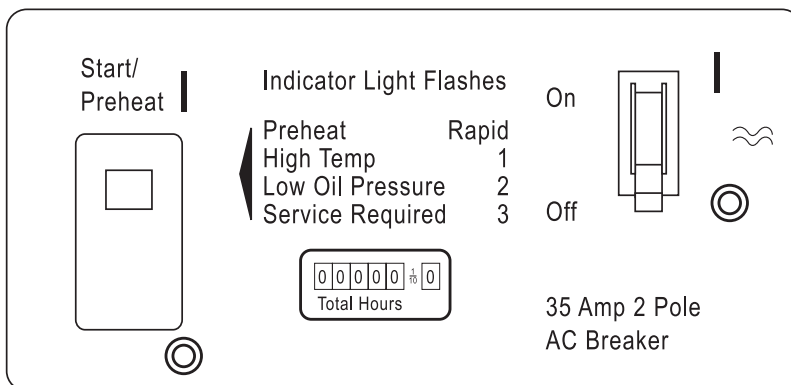 Start/
Preheat
Indicator Light Flashes
Preheat Rapid
High Temp 1
Low Oil Pressure 2
Service Required 3
0 0 0 0 0 1/10 0
Total Hours
On
Off
35 Amp 2 Pole
AC Breaker